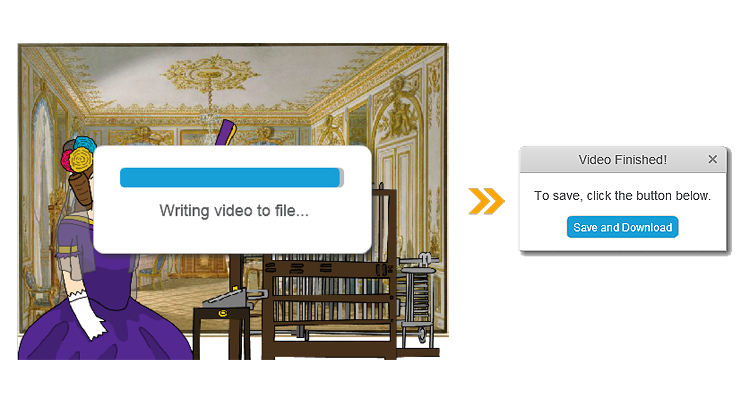 Writing video to file...
Video Finished!
To save, click the button below.
Save and Download